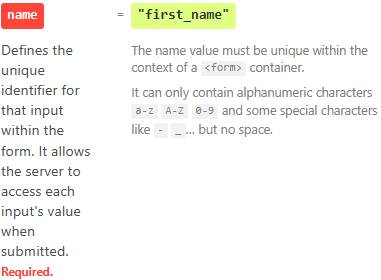 name = "first_name"
Defines the
unique
identifier for
that input
within the
form. It allows
the server to
access each
input's value
when
submitted.
Required.
The name value must be unique within the
context of a <form> container.
It can only contain alphanumeric characters
a-z A-Z 0-9 and some special characters
like - _… but no space.